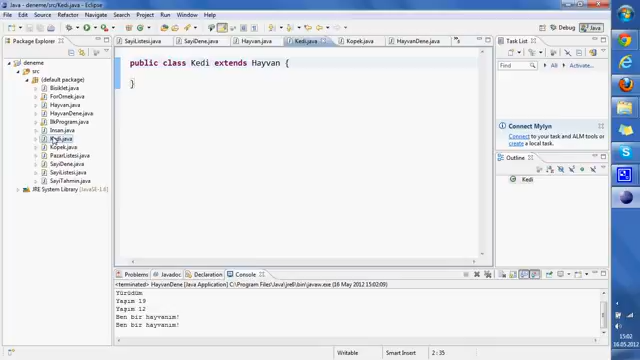 Java - deneme/src/Kedi.java - Eclipse
File Edit Source Refactor Navigate Search Project Run Window Help
Debug Java
Package Explorer
deneme
src
(default package)
Bisiklet.java
ForOrnek.java
Hayvan.java
HayvanDene.java
IlkProgram.java
Insan.java
Kedi.java
Kopek.java
PazarListesi.java
SayiDene.java
SayiListesi.java
SayiTahmin.java
JRE System Library [JavaSE-1.6]
SayiListesi.java SayiDene.java Hayvan.java Kedi.java Kopek.java HayvanDene.java
public class Kedi extends Hayvan {
}
Task List
Find All Activate...
Connect Mylyn
Connect to your task and ALM tools or create a local task.
Outline
Kedi
Problems Javadoc Declaration Console
<terminated> HayvanDene [Java Application] C:\Program Files\Java\jre6\bin\javaw.exe (16 May 2012 15:02:09)
Yürüdüm
Yaşım 19
Yaşım 12
Ben bir hayvanım!
Ben bir hayvanım!
Writable Smart Insert 2 : 35
15:02
16.05.2012